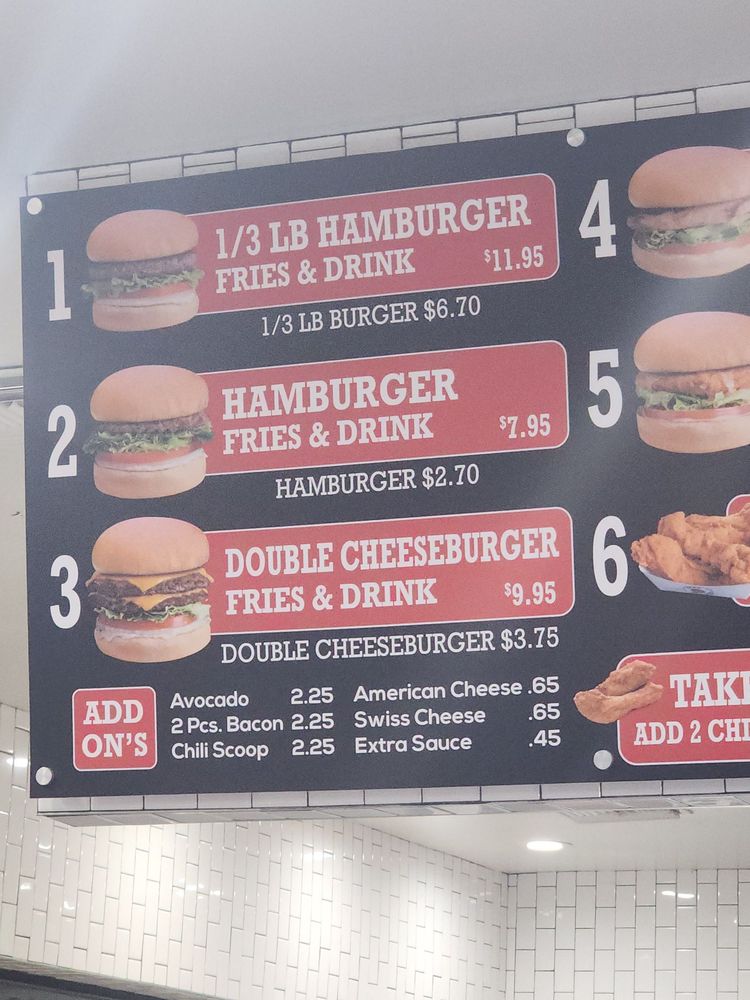 1
1/3 LB HAMBURGER
FRIES & DRINK $11.95
1/3 LB BURGER $6.70
2
HAMBURGER
FRIES & DRINK $7.95
HAMBURGER $2.70
3
DOUBLE CHEESEBURGER
FRIES & DRINK $9.95
DOUBLE CHEESEBURGER $3.75
ADD
ON'S
Avocado 2.25 American Cheese .65
2 Pcs. Bacon 2.25 Swiss Cheese .65
Chili Scoop 2.25 Extra Sauce .45
4
5
6
ADD 2